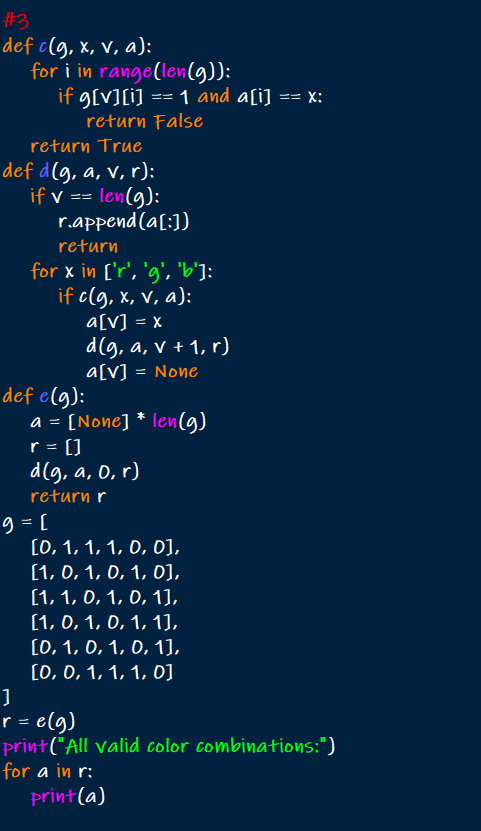 #3
def c(g, x, v, a):
    for i in range(len(g)):
        if g[v][i] == 1 and a[i] == x:
            return False
    return True
def d(g, a, v, r):
    if v == len(g):
        r.append(a[:])
        return
    for x in ['r', 'g', 'b']:
        if c(g, x, v, a):
            a[v] = x
            d(g, a, v + 1, r)
            a[v] = None
def e(g):
    a = [None] * len(g)
    r = []
    d(g, a, 0, r)
    return r
g = [
    [0, 1, 1, 1, 0, 0],
    [1, 0, 1, 0, 1, 0],
    [1, 1, 0, 1, 0, 1],
    [1, 0, 1, 0, 1, 1],
    [0, 1, 0, 1, 0, 1],
    [0, 0, 1, 1, 1, 0]
]
r = e(g)
print("All valid color combinations:")
for a in r:
    print(a)